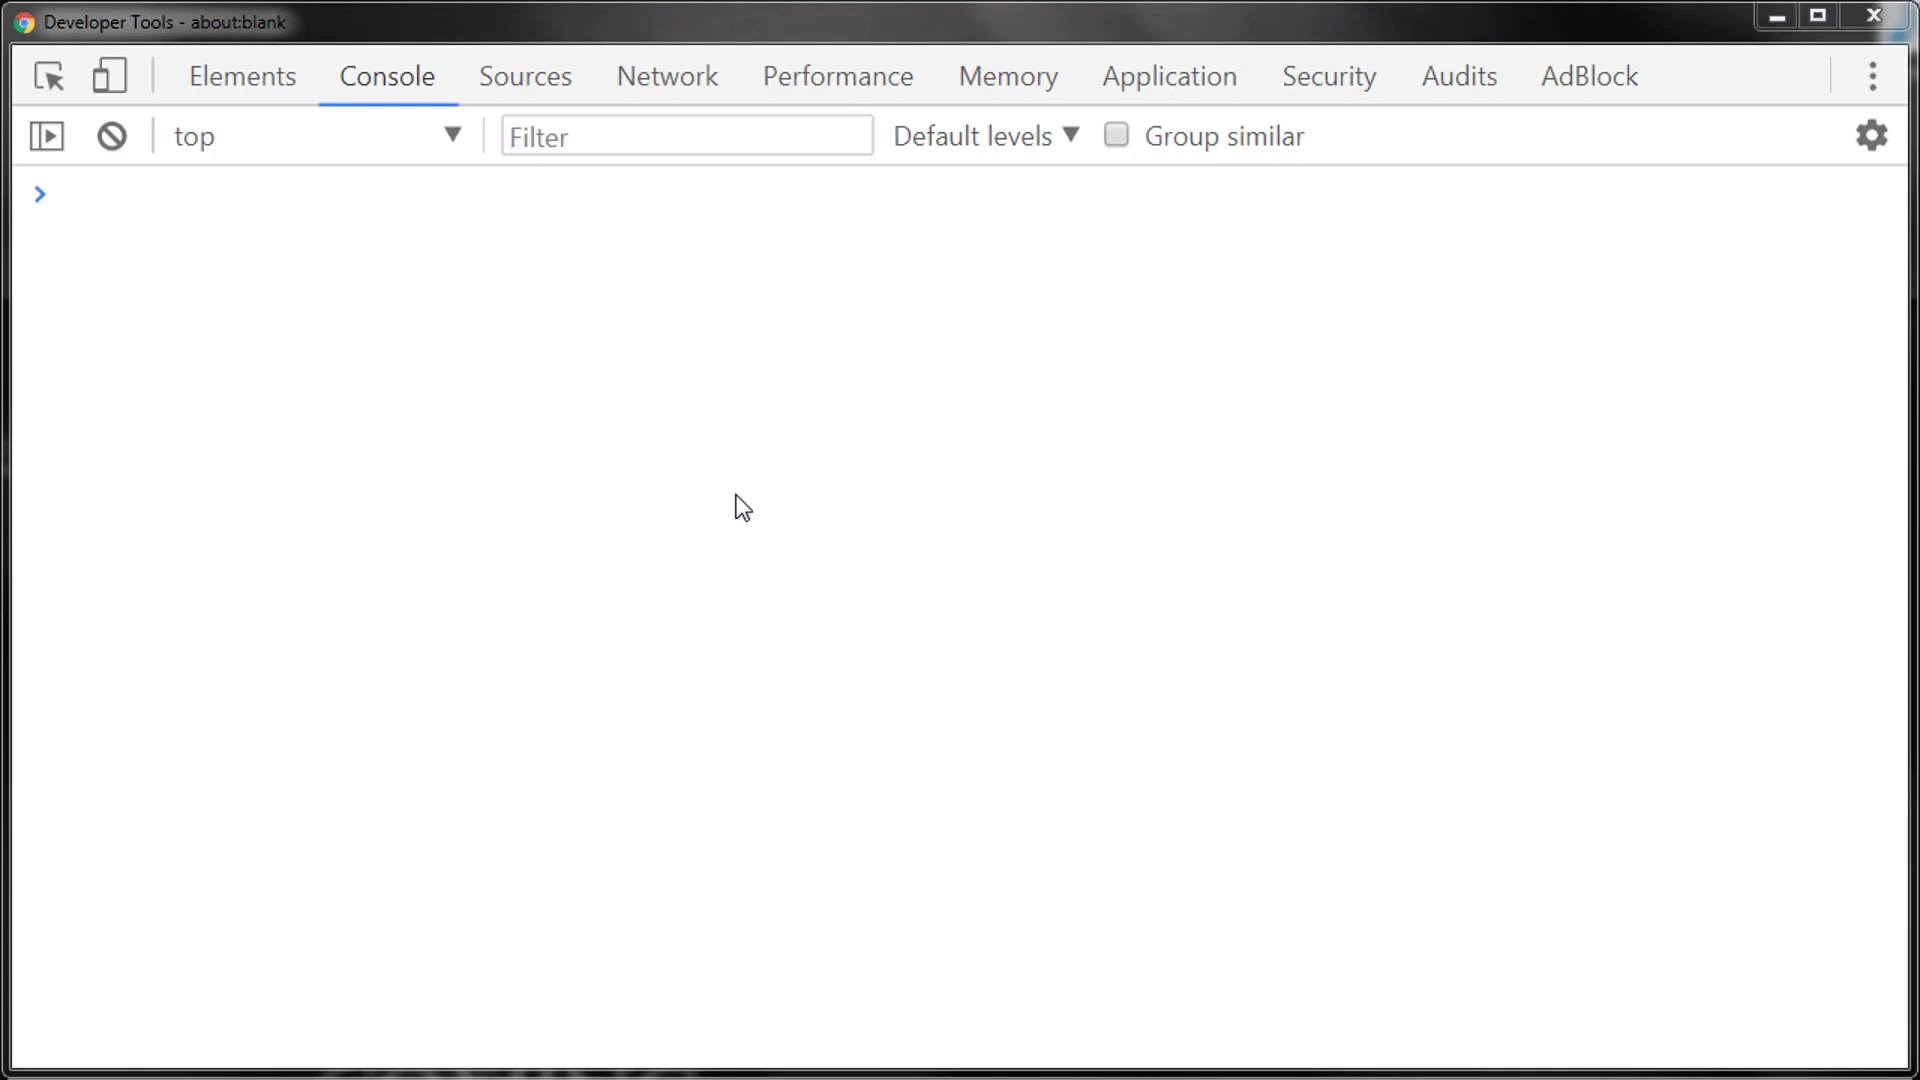 Developer Tools - about:blank
Elements Console Sources Network Performance Memory Application Security Audits AdBlock
top Filter Default levels Group similar